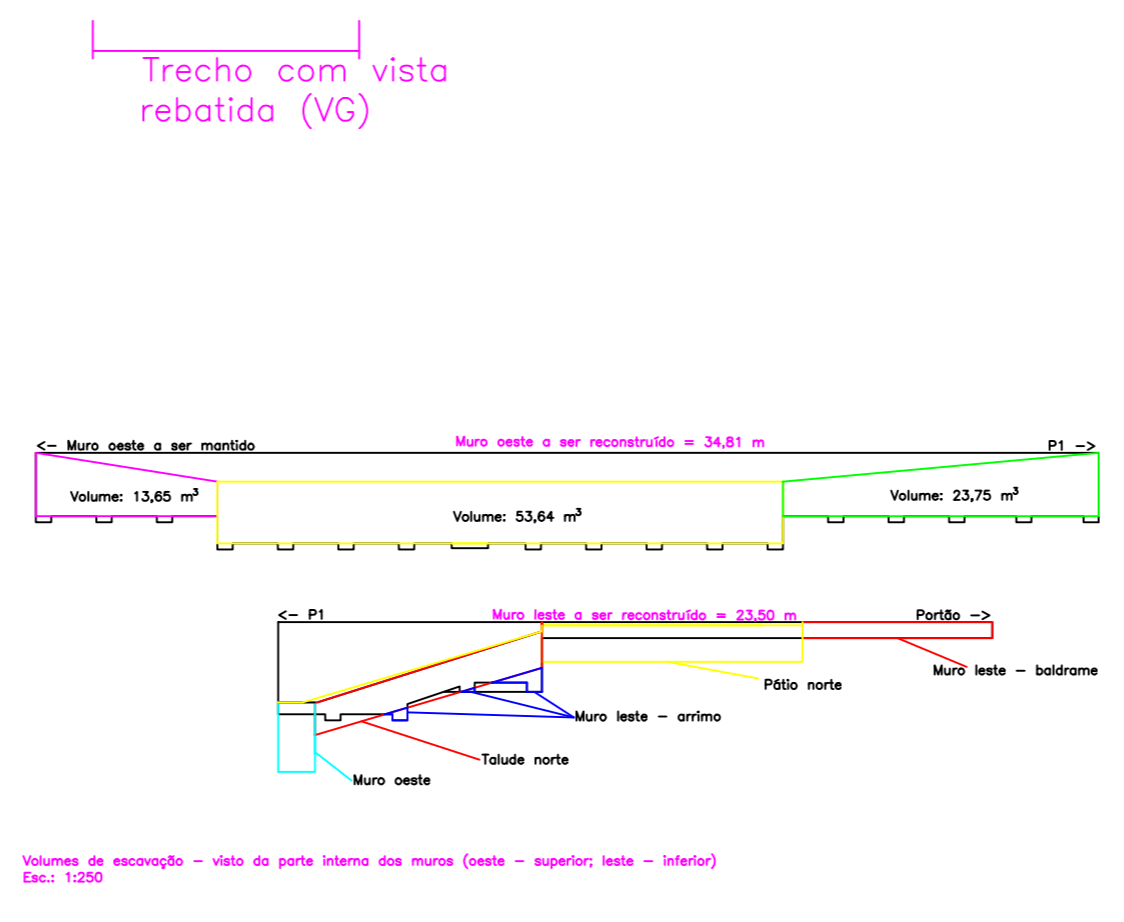 Trecho com vista
rebatida (VG)
<- Muro oeste a ser mantido
Muro oeste a ser reconstruído = 34,81 m
P1 ->
Volume: 13,65 m³
Volume: 53,64 m³
Volume: 23,75 m³
<- P1
Muro leste a ser reconstruído = 23,50 m
Portão ->
Muro leste - baldrame
Pátio norte
Muro leste - arrimo
Talude norte
Muro oeste
Volumes de escavação - visto da parte interna dos muros (oeste - superior; leste - inferior)
Esc.: 1:250